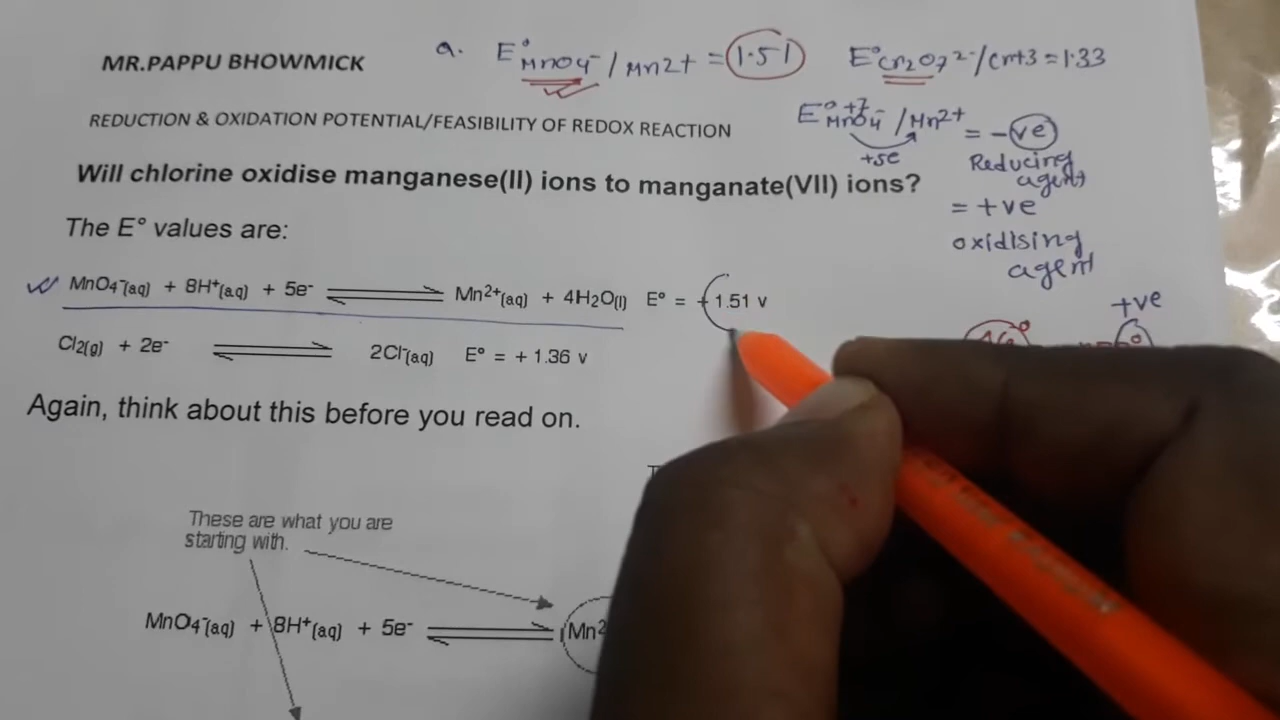 MR.PAPPU BHOWMICK
a. E° MnO4⁻ / Mn2+ = 1.51
E° Cr2O7²⁻/Cr+3 = 1.33
REDUCTION & OXIDATION POTENTIAL/FEASIBILITY OF REDOX REACTION
E° +7 MnO4⁻ /Mn2+ = -ve
+5e
Reducing
agent
= +ve
oxidising
agent
Will chlorine oxidise manganese(II) ions to manganate(VII) ions?
The E° values are:
MnO4⁻(aq) + 8H⁺(aq) + 5e⁻ ⇌ Mn²⁺(aq) + 4H2O(l) E° = +1.51 v
+ve
Cl2(g) + 2e⁻ ⇌ 2Cl⁻(aq) E° = + 1.36 v
Again, think about this before you read on.
These are what you are
starting with.
MnO4⁻(aq) + 8H⁺(aq) + 5e⁻ ⇌ Mn2